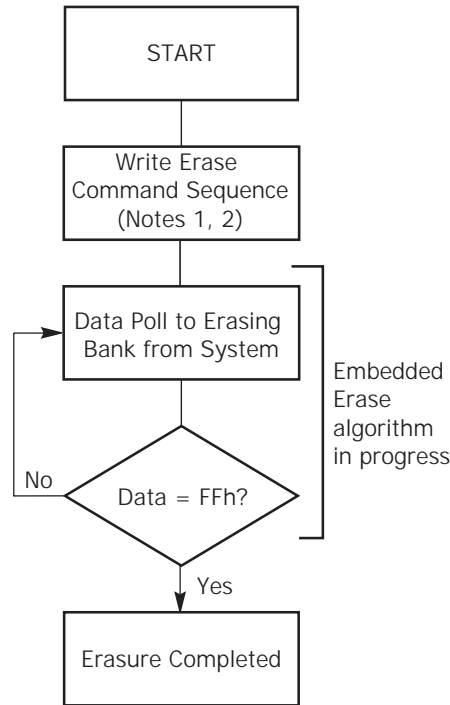 START
Write Erase
Command Sequence
(Notes 1, 2)
Data Poll to Erasing
Bank from System
Embedded
Erase
algorithm
in progress
No
Data = FFh?
Yes
Erasure Completed